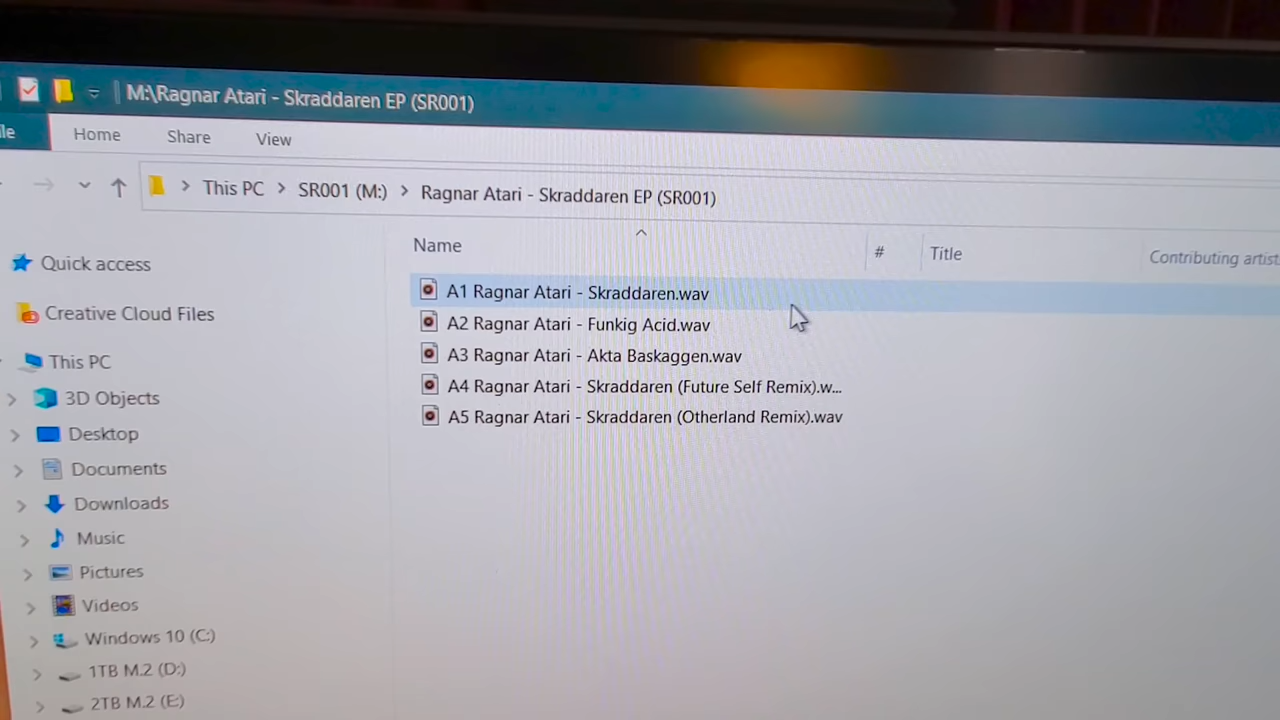 M:\Ragnar Atari - Skraddaren EP (SR001)
Home Share View
This PC SR001 (M:) Ragnar Atari - Skraddaren EP (SR001)
Name # Title Contributing
Quick access
Creative Cloud Files
This PC
3D Objects
Desktop
Documents
Downloads
Music
Pictures
Videos
Windows 10 (C:)
1TB M.2 (D:)
2TB M.2 (E:)
A1 Ragnar Atari - Skraddaren.wav
A2 Ragnar Atari - Funkig Acid.wav
A3 Ragnar Atari - Akta Baskaggen.wav
A4 Ragnar Atari - Skraddaren (Future Self Remix).w...
A5 Ragnar Atari - Skraddaren (Otherland Remix).wav